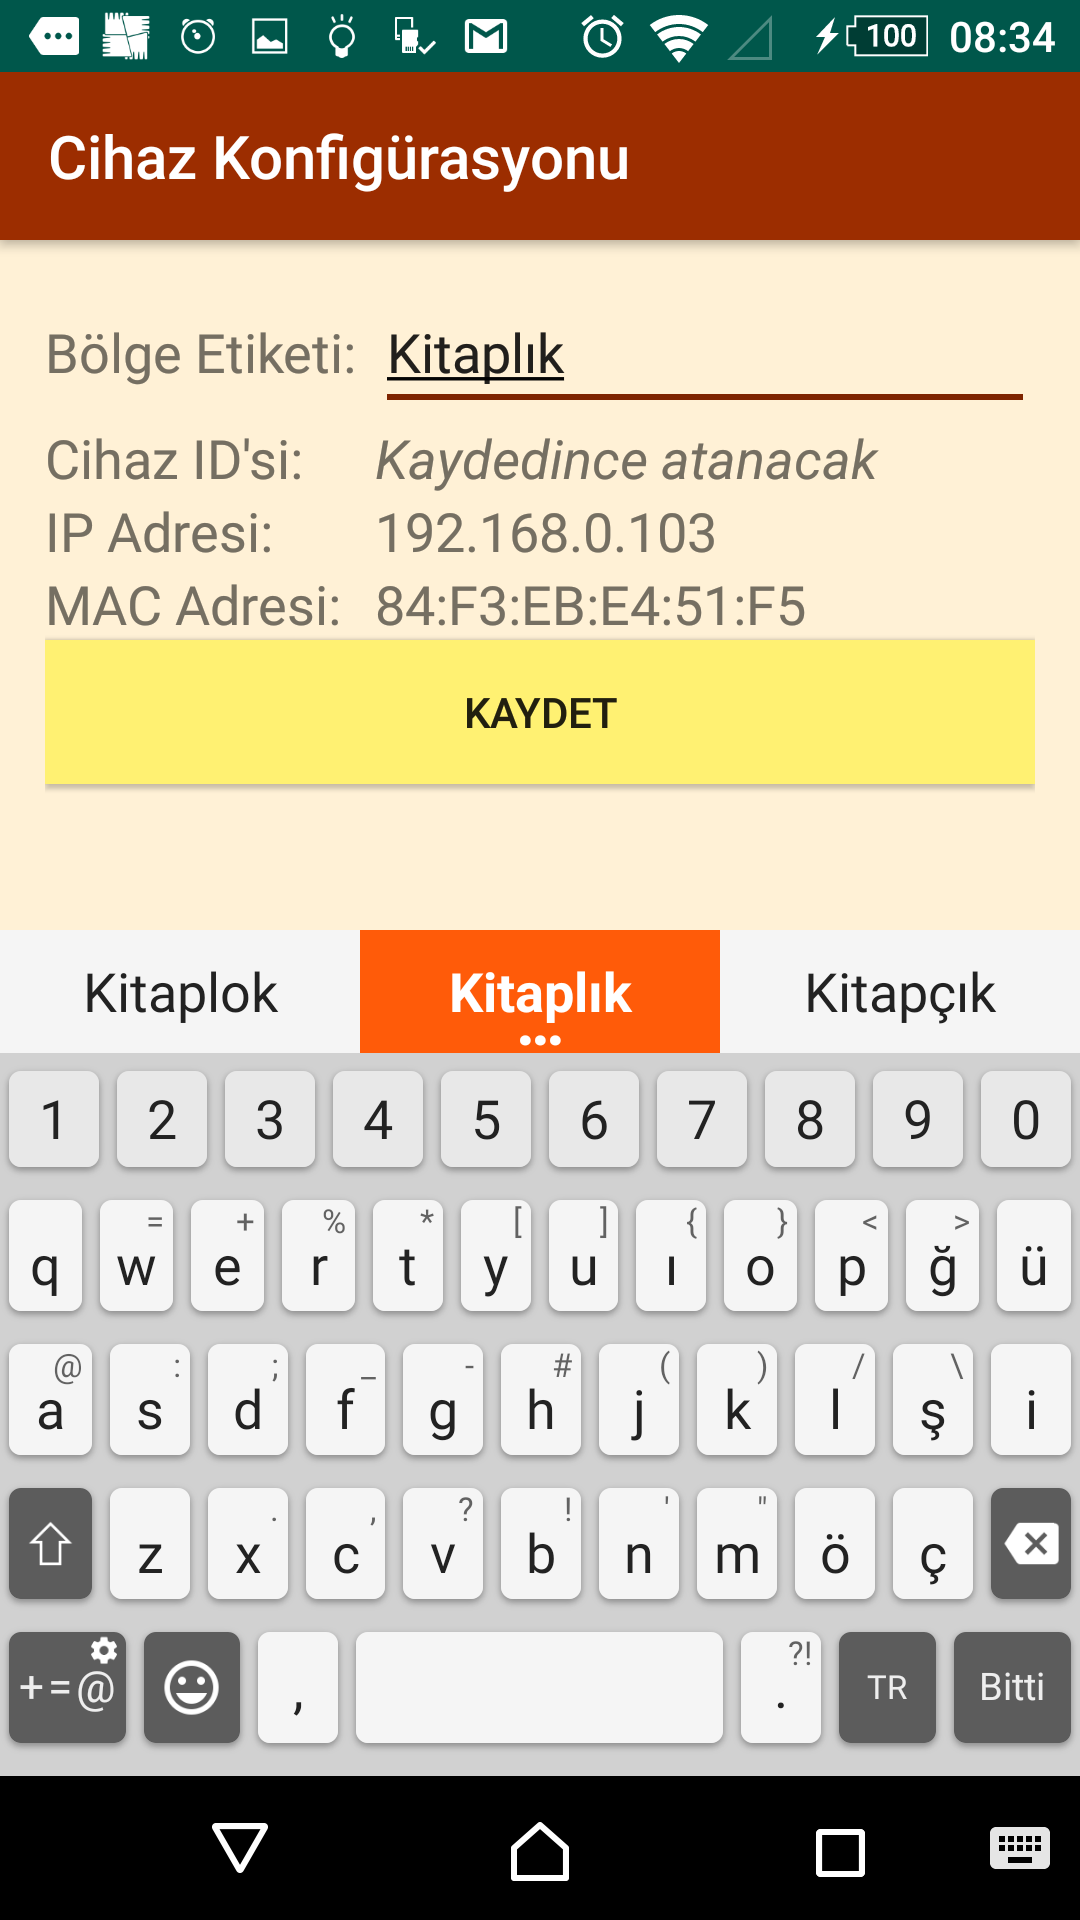 100 08:34
Cihaz Konfigürasyonu
Bölge Etiketi: Kitaplık
Cihaz ID'si: Kaydedince atanacak
IP Adresi: 192.168.0.103
MAC Adresi: 84:F3:EB:E4:51:F5
KAYDET
Kitaplok Kitaplık Kitapçık
1 2 3 4 5 6 7 8 9 0
= + % * [ ] { } < >
q w e r t y u ı o p ğ ü
@ : ; _ - # ( ) / \
a s d f g h j k l ş i
. , ? ! ' "
z x c v b n m ö ç
?!
+=@ , . TR Bitti